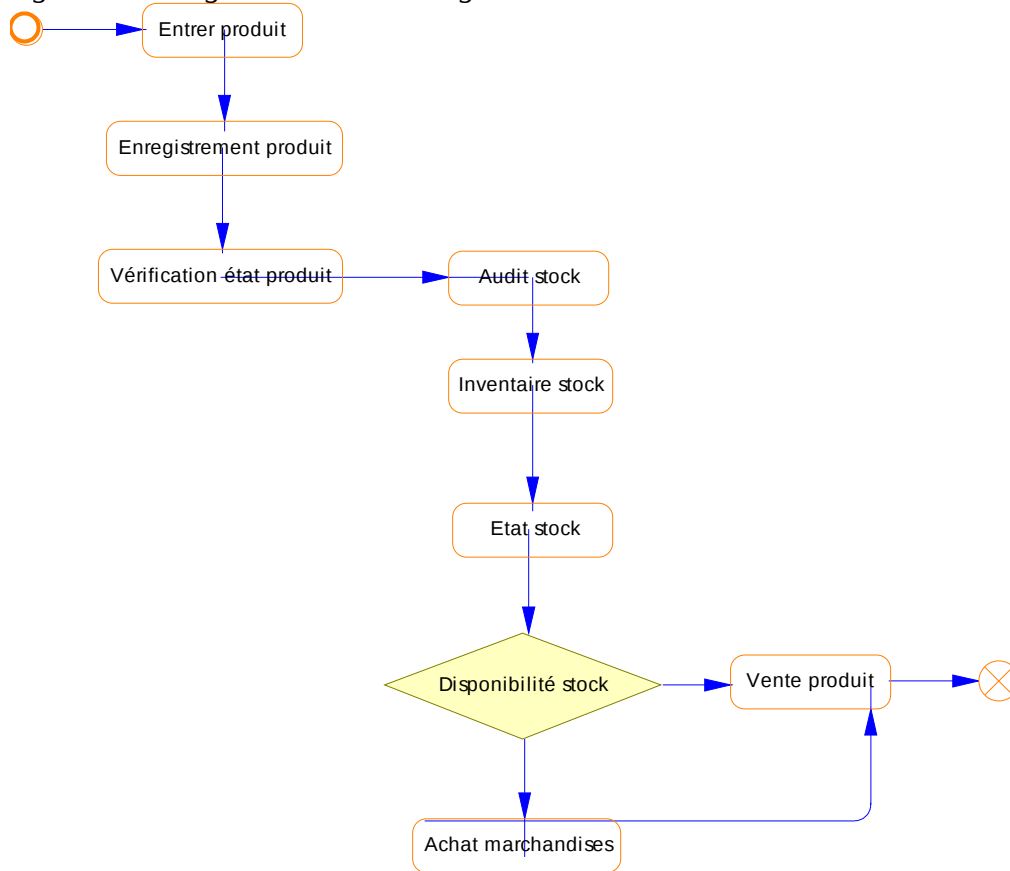 Entrer produit
Enregistrement produit
Vérification état produit
Audit stock
Inventaire stock
Etat stock
Disponibilité stock
Vente produit
Achat marchandises